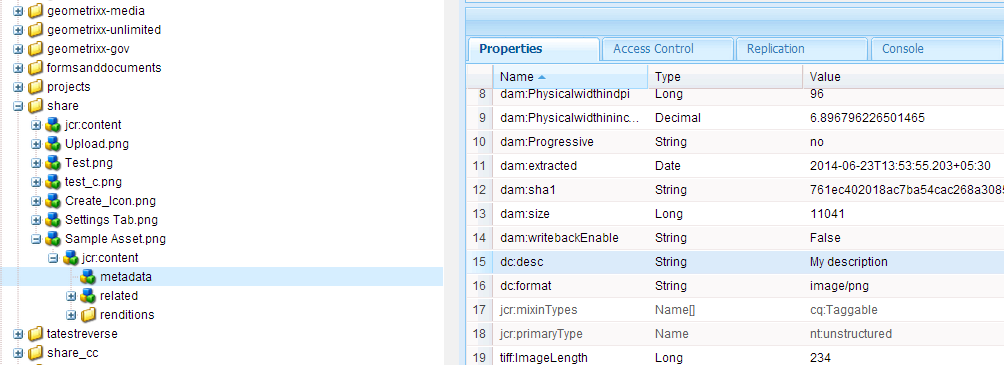 geometrixx-media
geometrixx-unlimited
geometrixx-gov
formsanddocuments
projects
share
jcr:content
Upload.png
Test.png
test_c.png
Create_Icon.png
Settings Tab.png
Sample Asset.png
jcr:content
metadata
related
renditions
tatestreverse
share_cc
Properties Access Control Replication Console
Name Type Value
8 dam:Physicalwidthindpi Long 96
9 dam:Physicalwidthininc... Decimal 6.896796226501465
10 dam:Progressive String no
11 dam:extracted Date 2014-06-23T13:53:55.203+05:30
12 dam:sha1 String 761ec402018ac7ba54cac268a3085
13 dam:size Long 11041
14 dam:writebackEnable String False
15 dc:desc String My description
16 dc:format String image/png
17 jcr:mixinTypes Name[] cq:Taggable
18 jcr:primaryType Name nt:unstructured
19 tiff:ImageLength Long 234